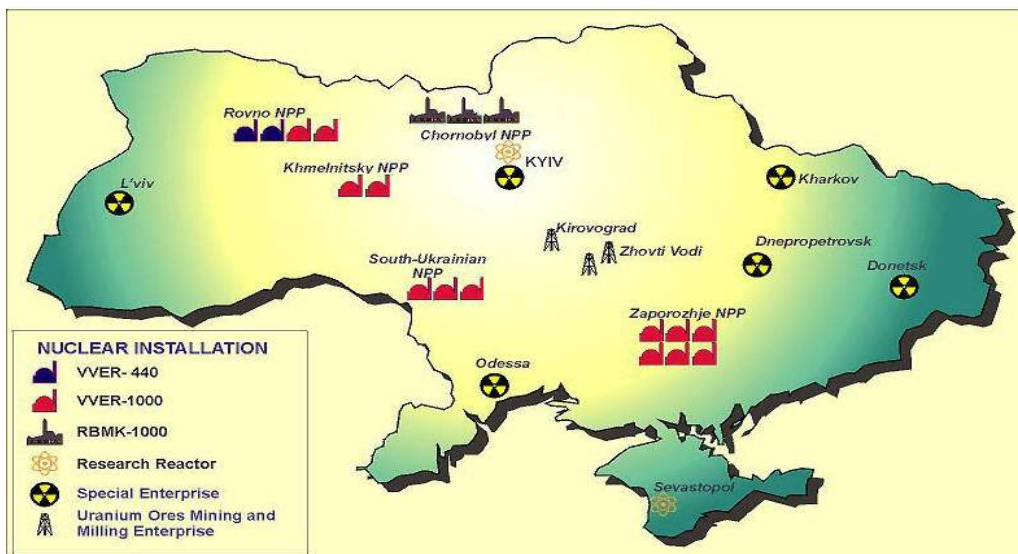 Rovno NPP
Chornobyl NPP
KYIV
Khmelnitsky NPP
L'viv
Kharkov
Kirovograd
Zhovti Vodi
Dnepropetrovsk
South-Ukrainian
NPP
Donetsk
Zaporozhje NPP
Odessa
Sevastopol
NUCLEAR INSTALLATION
VVER- 440
VVER-1000
RBMK-1000
Research Reactor
Special Enterprise
Uranium Ores Mining and
Milling Enterprise